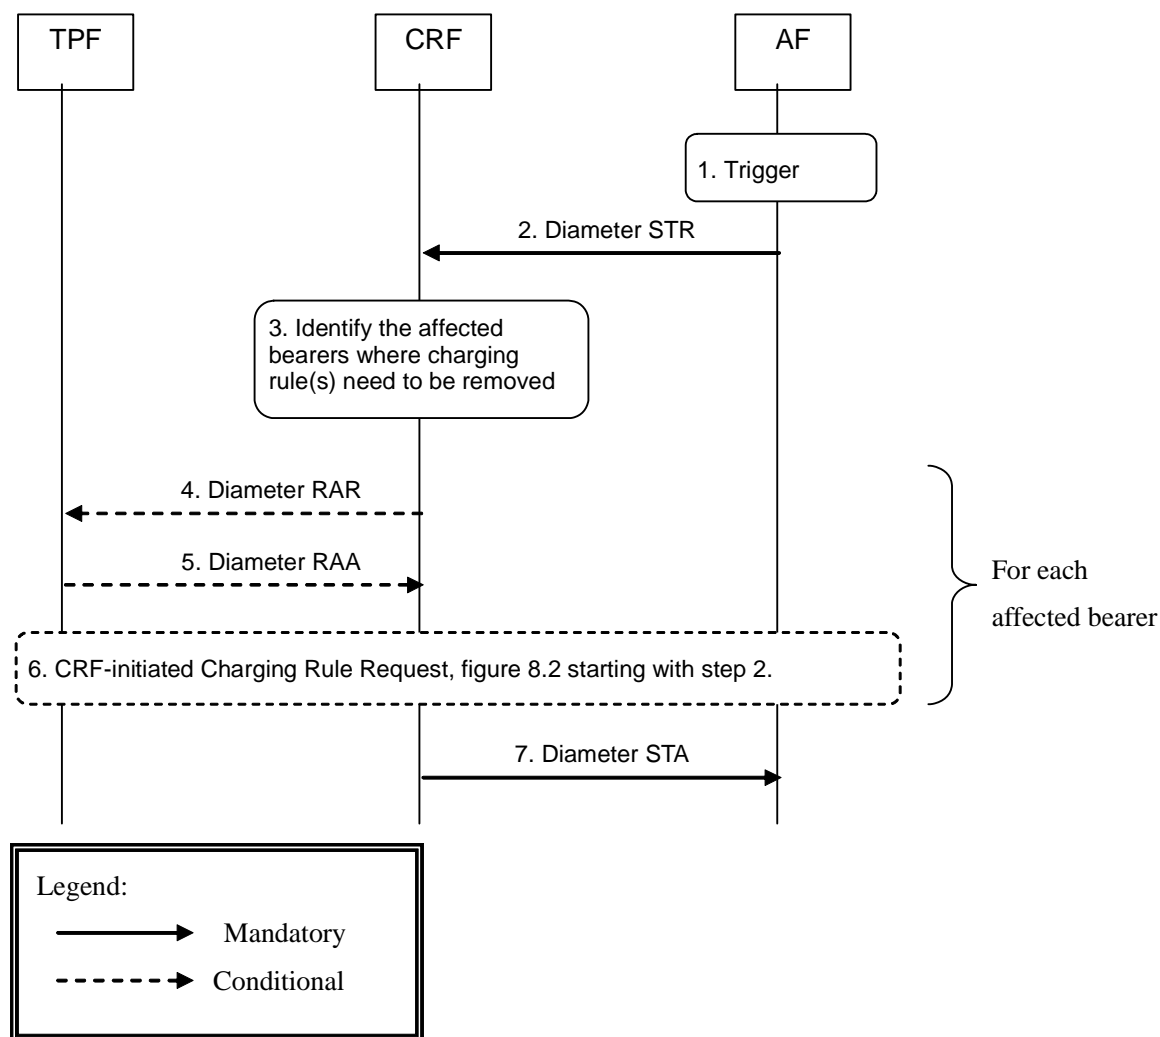 TPF
CRF
AF
1. Trigger
2. Diameter STR
3. Identify the affected
bearers where charging
rule(s) need to be removed
4. Diameter RAR
5. Diameter RAA
For each
affected bearer
6. CRF-initiated Charging Rule Request, figure 8.2 starting with step 2.
7. Diameter STA
Legend:
Mandatory
Conditional